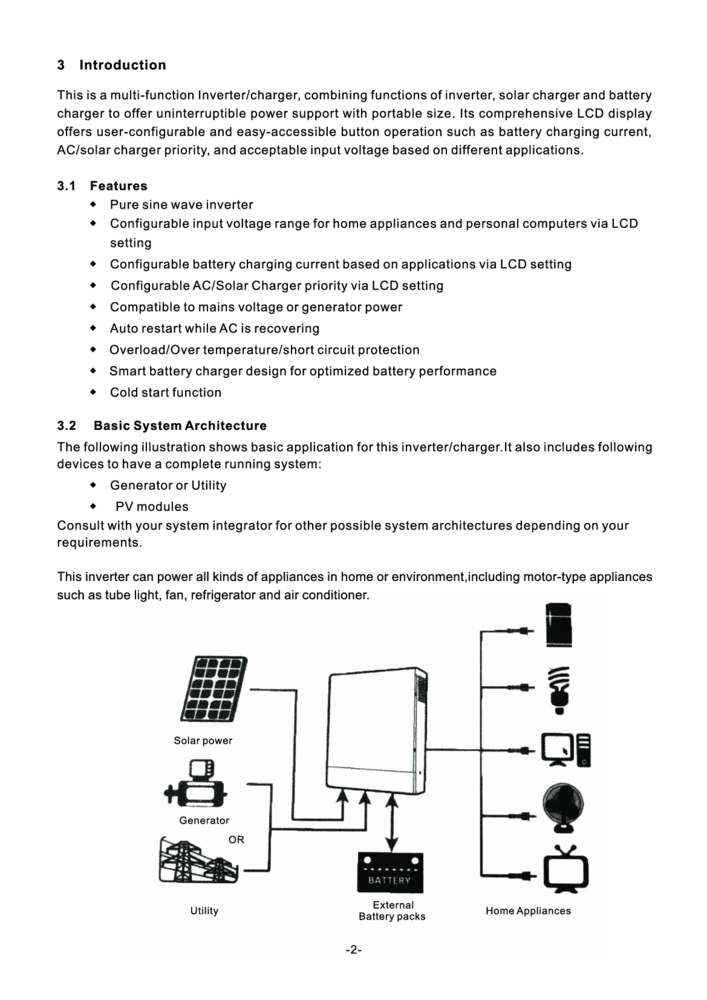 3 Introduction
This is a multi-function Inverter/charger, combining functions of inverter, solar charger and battery
charger to offer uninterruptible power support with portable size. Its comprehensive LCD display
offers user-configurable and easy-accessible button operation such as battery charging current,
AC/solar charger priority, and acceptable input voltage based on different applications.
3.1 Features
◆ Pure sine wave inverter
◆ Configurable input voltage range for home appliances and personal computers via LCD
setting
◆ Configurable battery charging current based on applications via LCD setting
◆ Configurable AC/Solar Charger priority via LCD setting
◆ Compatible to mains voltage or generator power
◆ Auto restart while AC is recovering
◆ Overload/Over temperature/short circuit protection
◆ Smart battery charger design for optimized battery performance
◆ Cold start function
3.2 Basic System Architecture
The following illustration shows basic application for this inverter/charger.It also includes following
devices to have a complete running system:
◆ Generator or Utility
◆ PV modules
Consult with your system integrator for other possible system architectures depending on your
requirements.
This inverter can power all kinds of appliances in home or environment,including motor-type appliances
such as tube light, fan, refrigerator and air conditioner.
Solar power
Generator
OR
BATTERY
Utility
External
Battery packs
Home Appliances
-2-